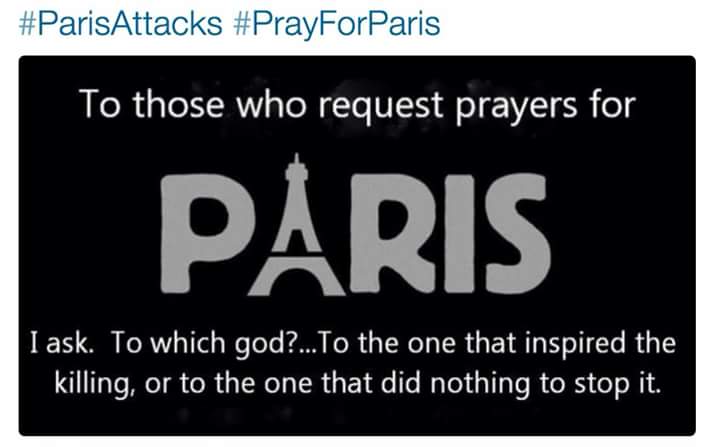 #ParisAttacks #PrayForParis
To those who request prayers for
PARIS
I ask.  To which god?...To the one that inspired the
killing, or to the one that did nothing to stop it.